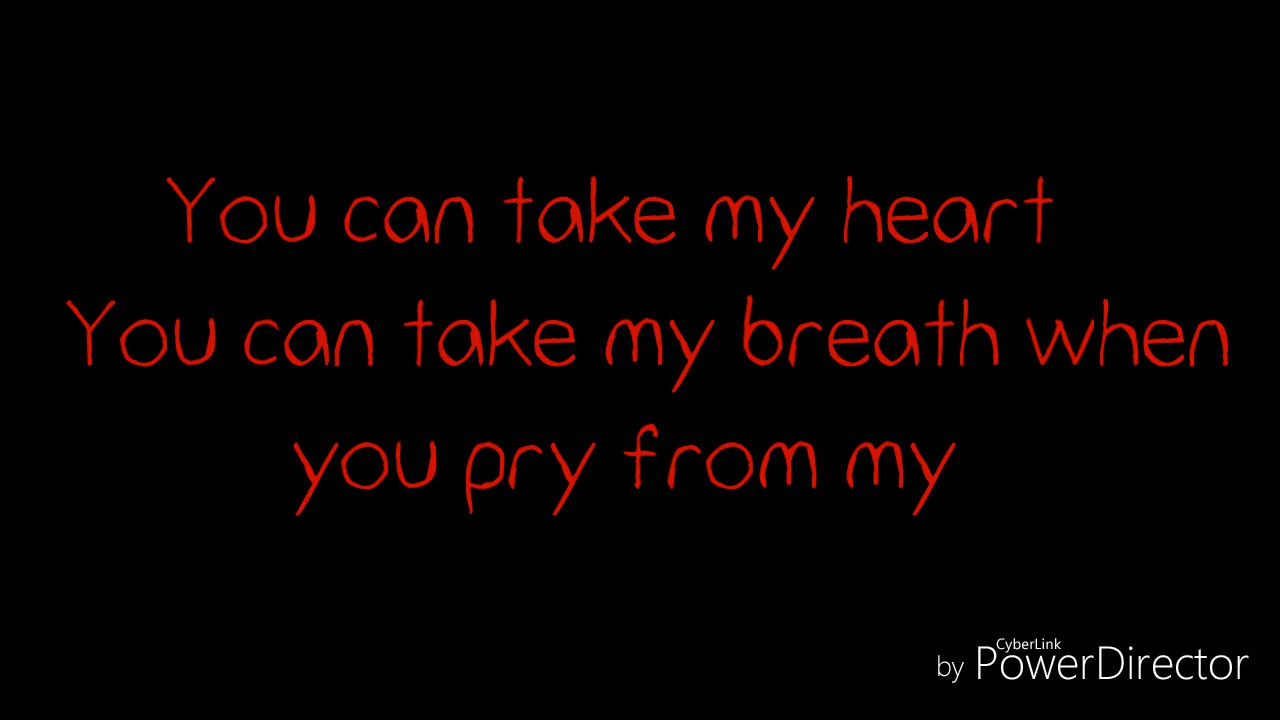 You can take my heart
You can take my breath when
you pry from my
by CyberLink PowerDirector